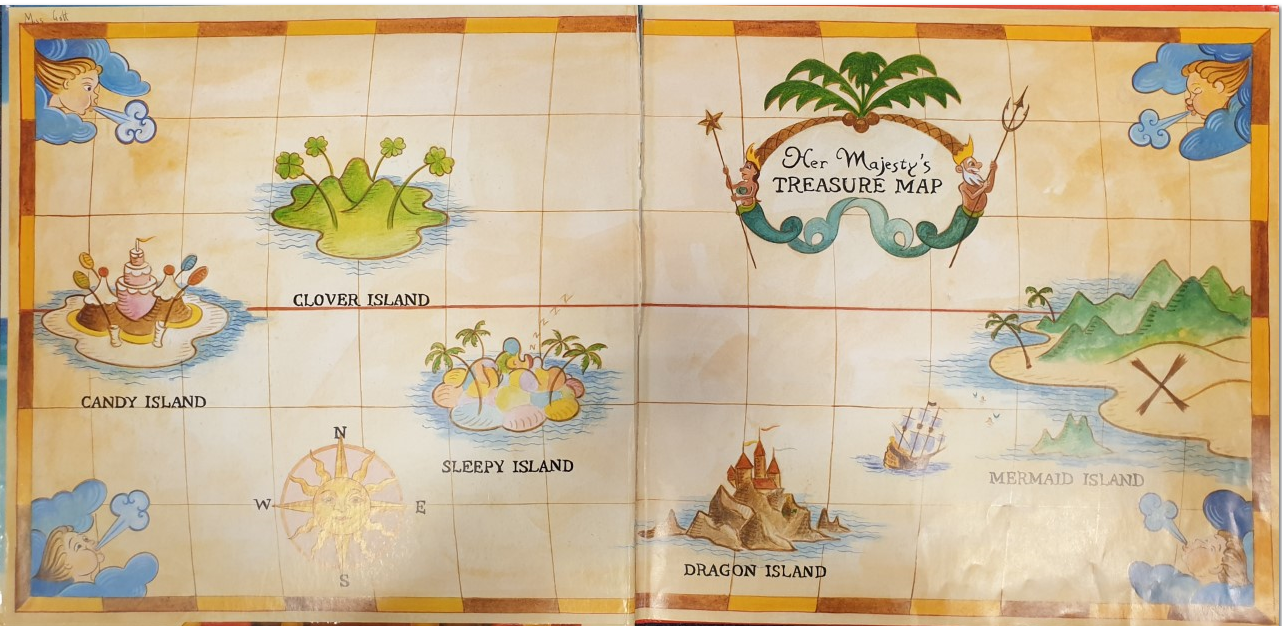 Her Majesty's
TREASURE MAP
CLOVER ISLAND
CANDY ISLAND
z z z z
SLEEPY ISLAND
N
W E
S
MERMAID ISLAND
DRAGON ISLAND